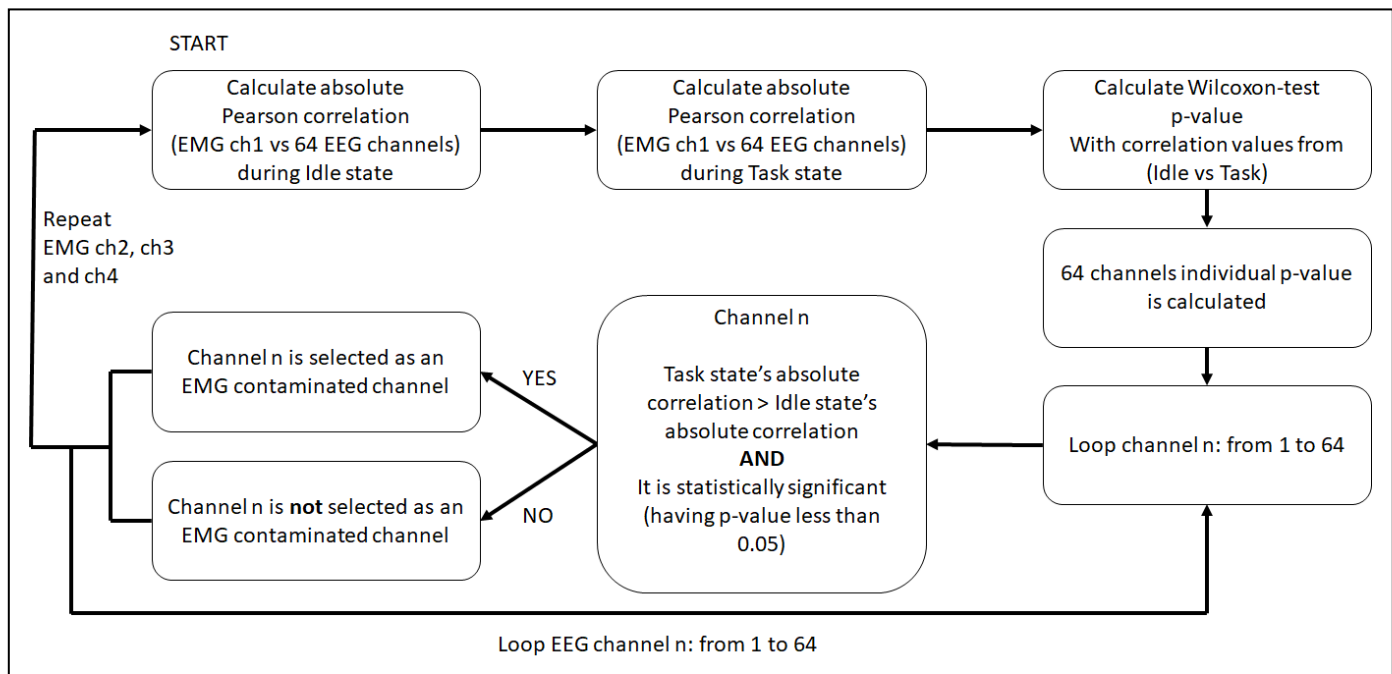 START
Calculate absolute
Pearson correlation
(EMG ch1 vs 64 EEG channels)
during Idle state
Calculate absolute
Pearson correlation
(EMG ch1 vs 64 EEG channels)
during Task state
Calculate Wilcoxon-test
p-value
With correlation values from
(Idle vs Task)
64 channels individual p-value
is calculated
Loop channel n: from 1 to 64
Channel n
Task state’s absolute
correlation > Idle state’s
absolute correlation
AND
It is statistically significant
(having p-value less than
0.05)
YES
NO
Channel n is selected as an
EMG contaminated channel
Channel n is not selected as an
EMG contaminated channel
Repeat
EMG ch2, ch3
and ch4
Loop EEG channel n: from 1 to 64